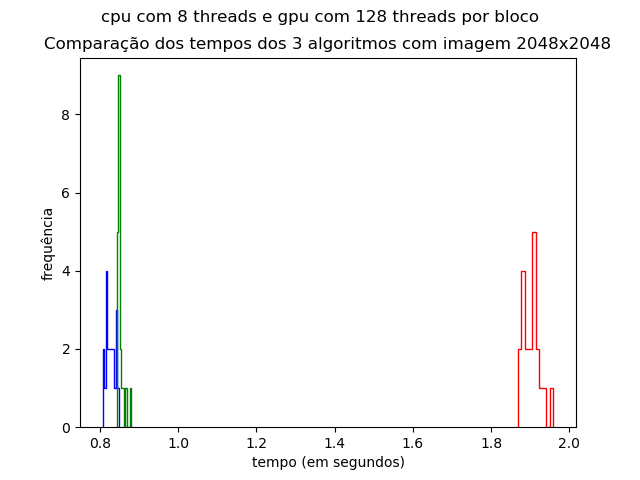 cpu com 8 threads e gpu com 128 threads por bloco
Comparação dos tempos dos 3 algoritmos com imagem 2048x2048
8
6
4
2
0
frequência
0.8 1.0 1.2 1.4 1.6 1.8 2.0
tempo (em segundos)